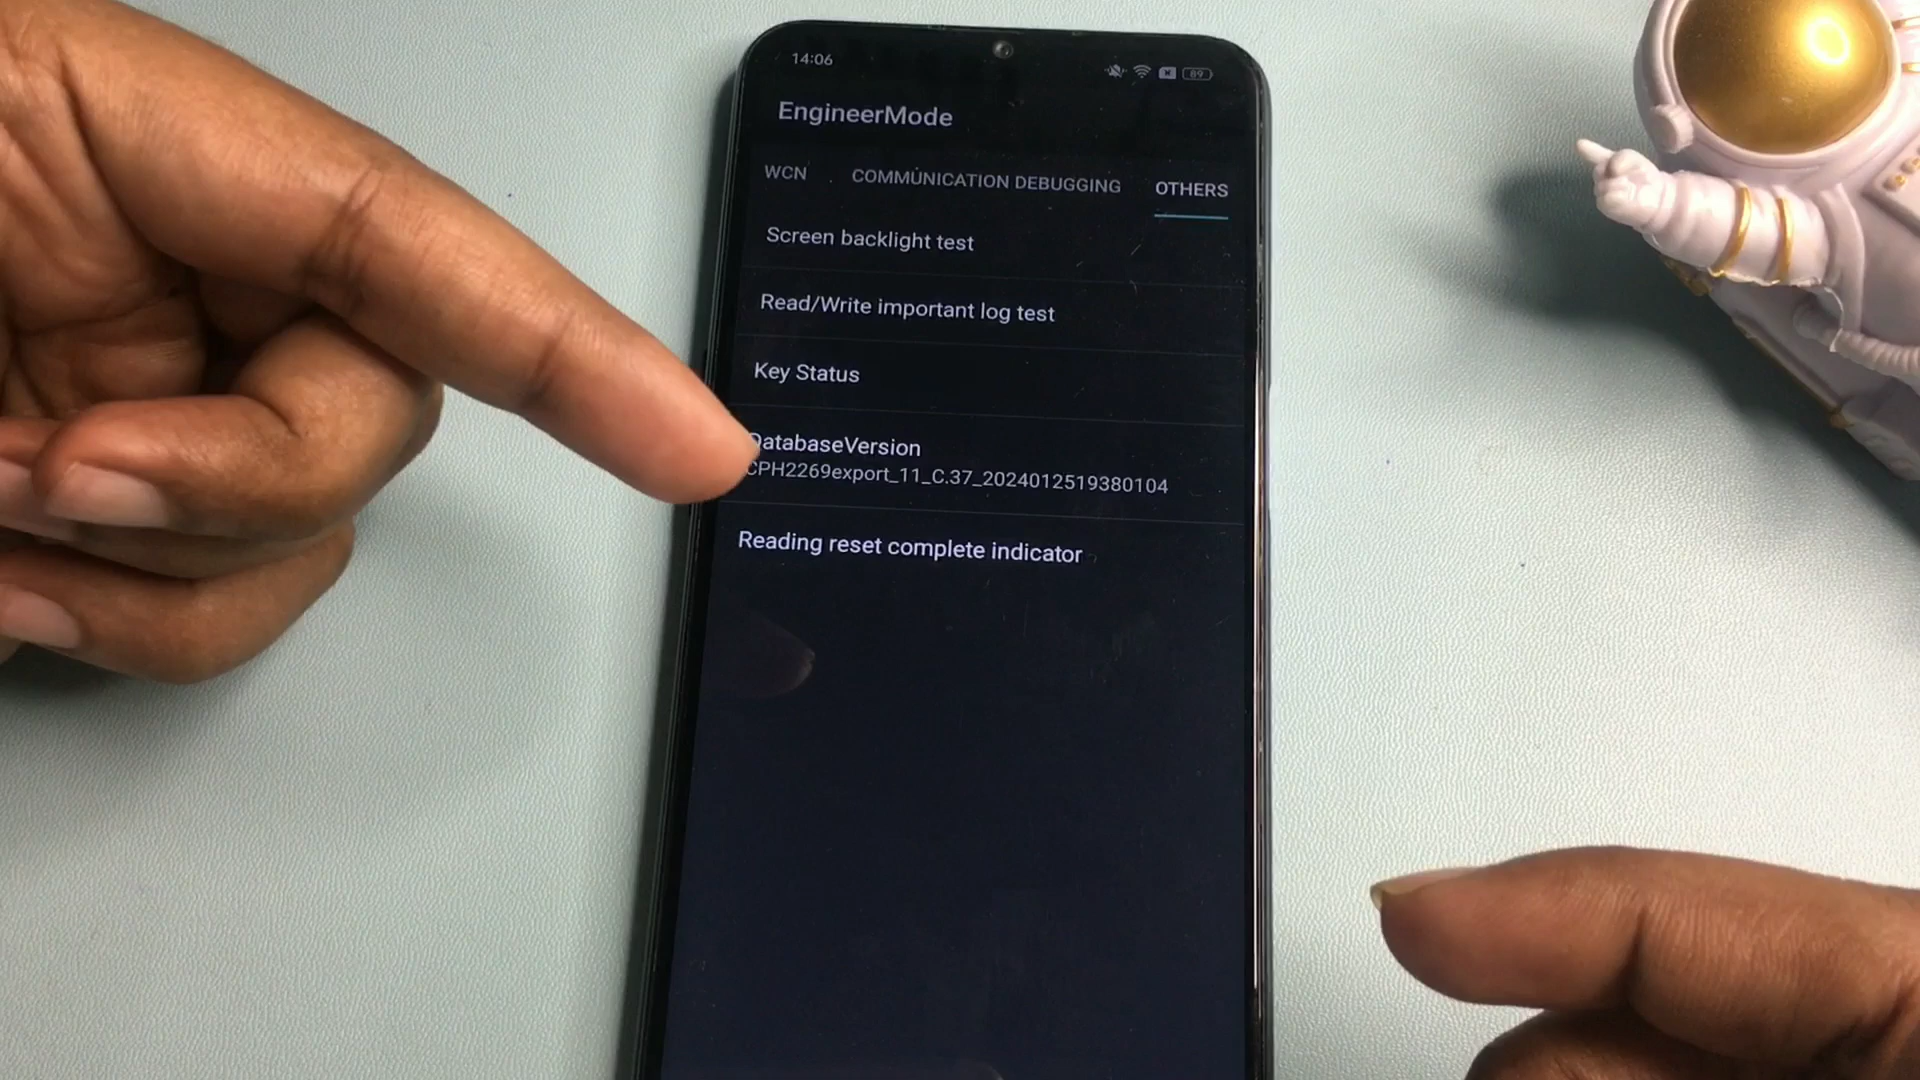 14:06
89
EngineerMode
WCN
COMMUNICATION DEBUGGING
OTHERS
Screen backlight test
Read/Write important log test
Key Status
DatabaseVersion
CPH2269export_11_C.37_2024012519380104
Reading reset complete indicator